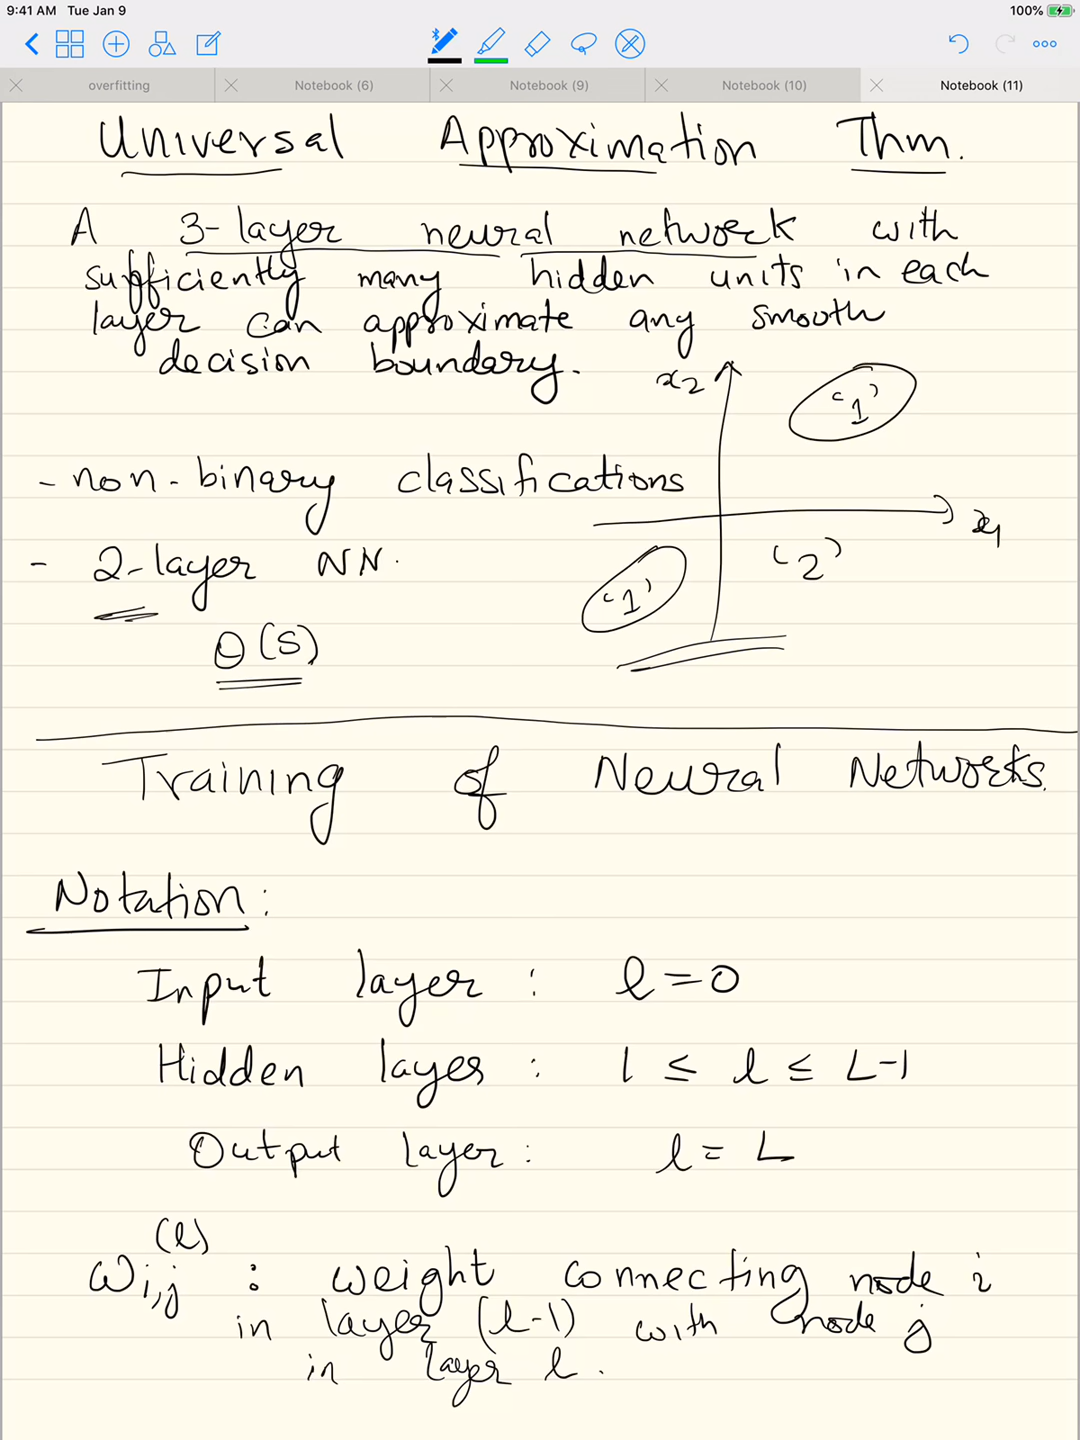 9:41 AM Tue Jan 9 100%
overfitting Notebook (6) Notebook (9) Notebook (10) Notebook (11)
Universal Approximation Thm.
A 3-layer neural network with
sufficiently many hidden units in each
layer can approximate any smooth
decision boundary.
x2
'1'
- non-binary classifications
x1
- 2-layer NN.
'2'
'1'
θ(S)
Training of Neural Networks.
Notation:
Input layer : l=0
Hidden layer : 1 ≤ l ≤ L-1
Output layer : l = L
w i,j (l) : weight connecting node i
in layer (l-1) with node j
in layer l.